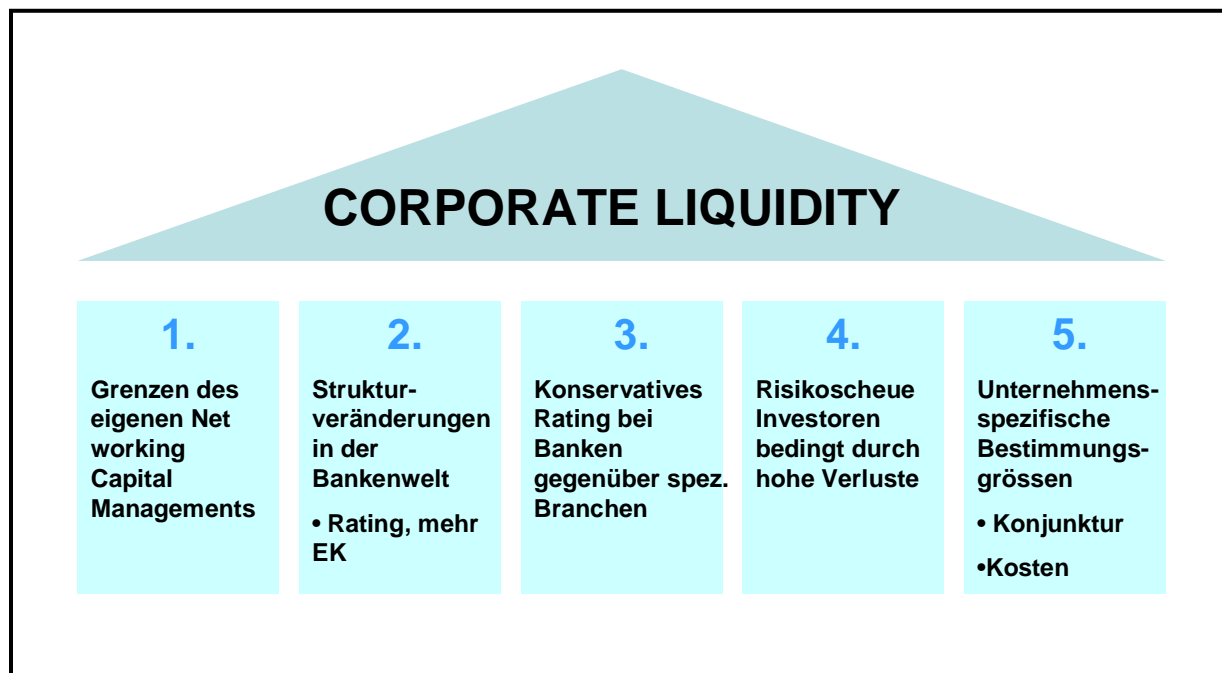 CORPORATE LIQUIDITY
1.
Grenzen des
eigenen Net
working
Capital
Managements
2.
Struktur-
veränderungen
in der
Bankenwelt
• Rating, mehr
EK
3.
Konservatives
Rating bei
Banken
gegenüber spez.
Branchen
4.
Risikoscheue
Investoren
bedingt durch
hohe Verluste
5.
Unternehmens-
spezifische
Bestimmungs-
grössen
• Konjunktur
•Kosten